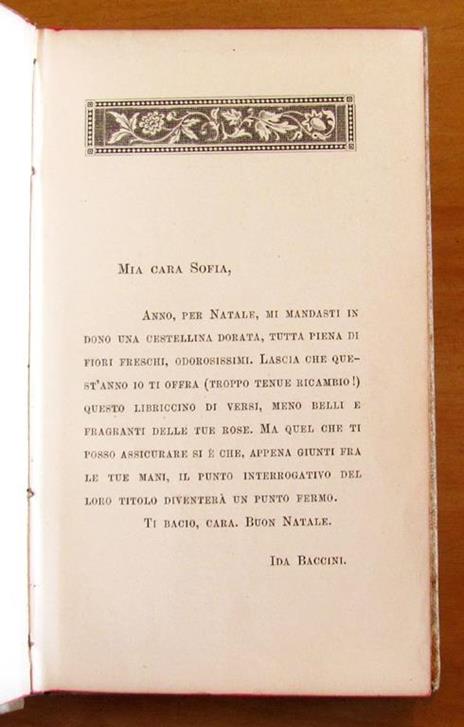 Mia cara Sofia,
Anno, per Natale, mi mandasti in
dono una cestellina dorata, tutta piena di
fiori freschi, odorosissimi. Lascia che que-
st'anno io ti offra (troppo tenue ricambio!)
questo libriccino di versi, meno belli e
fragranti delle tue rose. Ma quel che ti
posso assicurare si è che, appena giunti fra
le tue mani, il punto interrogativo del
loro titolo diventerà un punto fermo.
Ti bacio, cara. Buon Natale.
Ida Baccini.